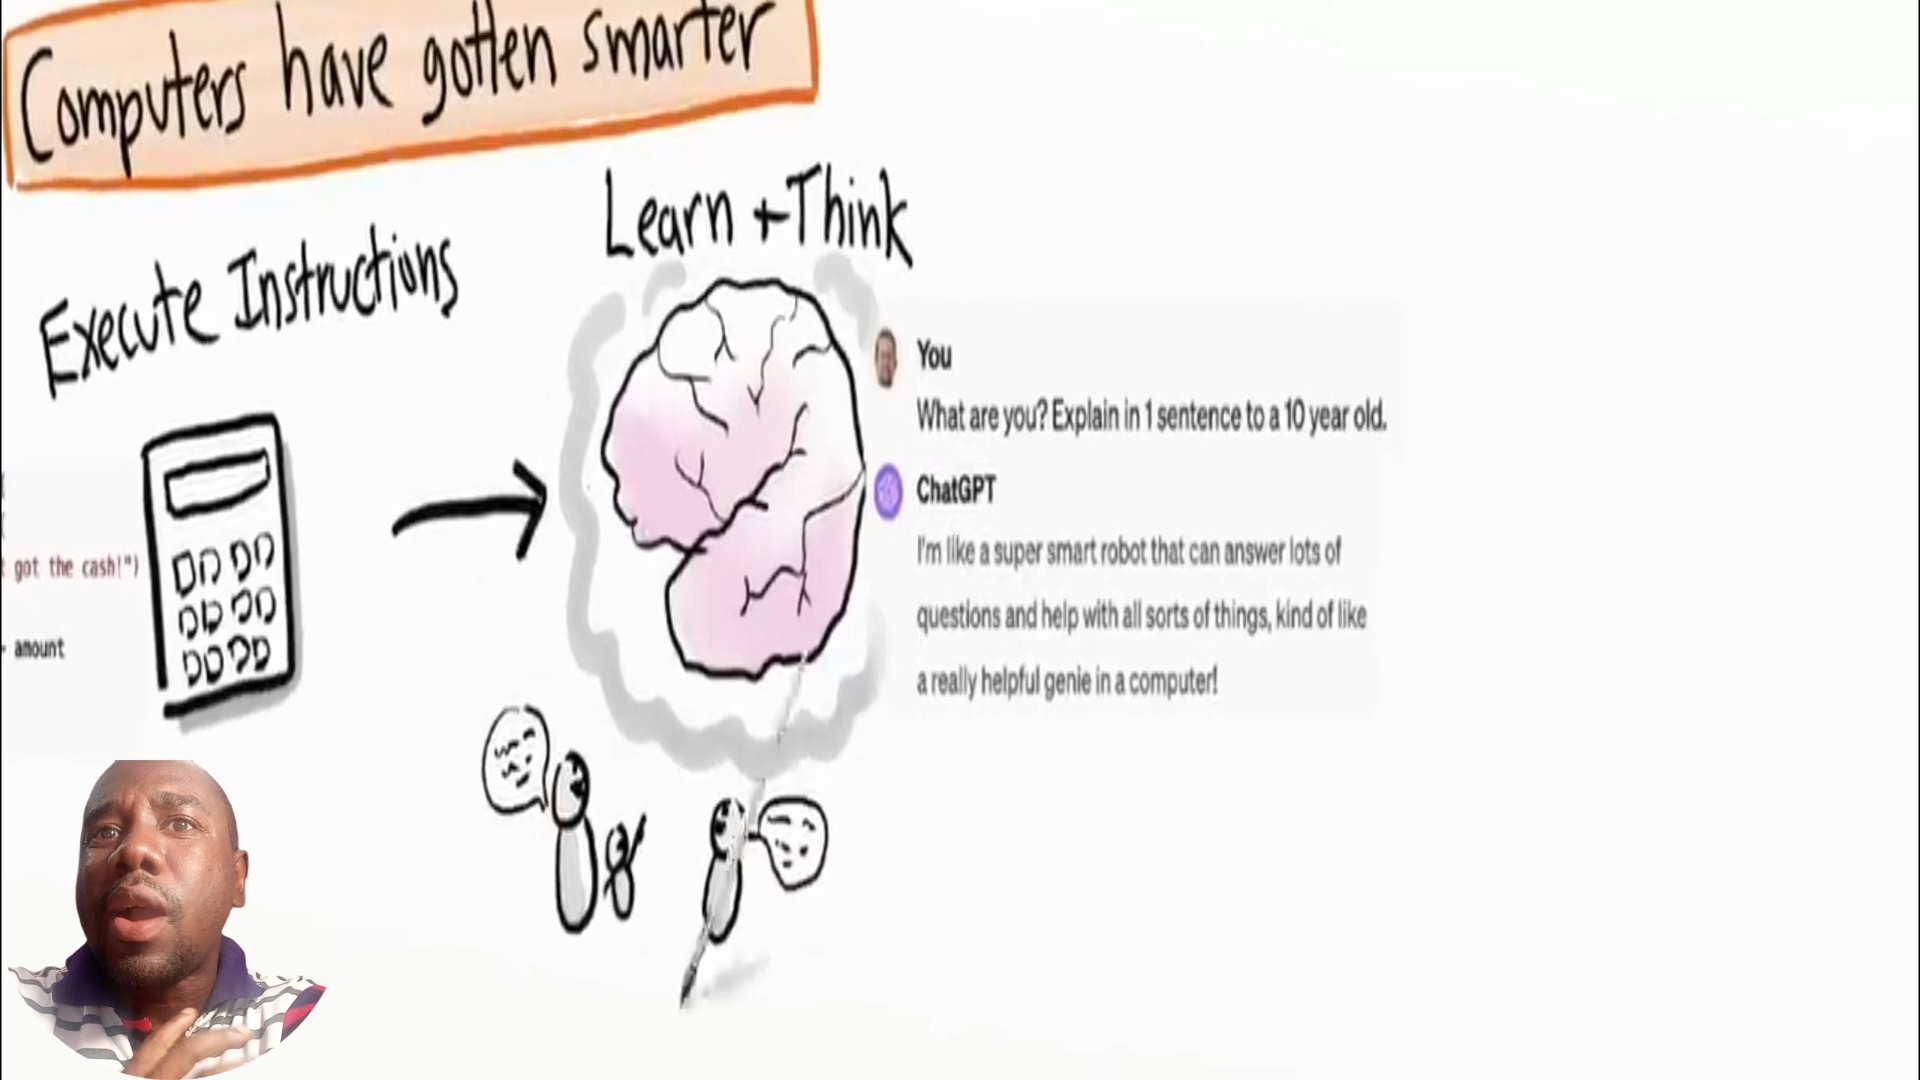 Computers have gotten smarter
Learn + Think
Execute Instructions
You
What are you? Explain in 1 sentence to a 10 year old.
ChatGPT
I'm like a super smart robot that can answer lots of
questions and help with all sorts of things, kind of like
a really helpful genie in a computer!
got the cash!")
- amount